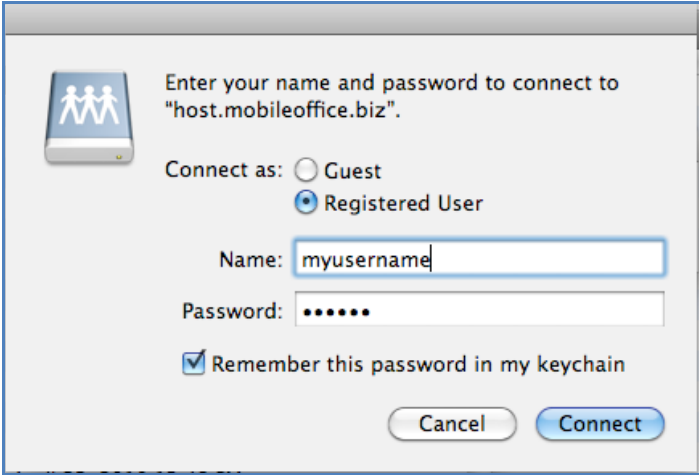 Enter your name and password to connect to
“host.mobileoffice.biz”.
Connect as: Guest
Registered User
Name: myusername
Password: ••••••
Remember this password in my keychain
Cancel Connect